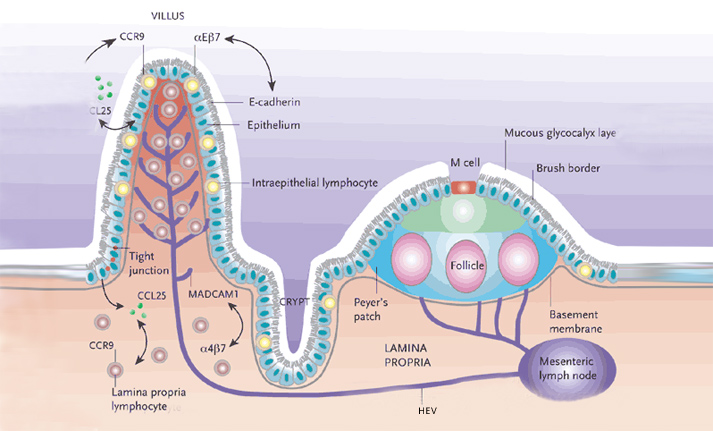 VILLUS
CCR9
αEβ7
CL25
E-cadherin
Epithelium
Intraepithelial lymphocyte
Mucous glycocalyx laye
M cell
Brush border
Tight
junction
CCL25
MADCAM1
CRYPT
Peyer's
patch
Follicle
Basement
membrane
CCR9
α4β7
LAMINA
PROPRIA
Mesenteric
lymph node
Lamina propria
lymphocyte
HEV